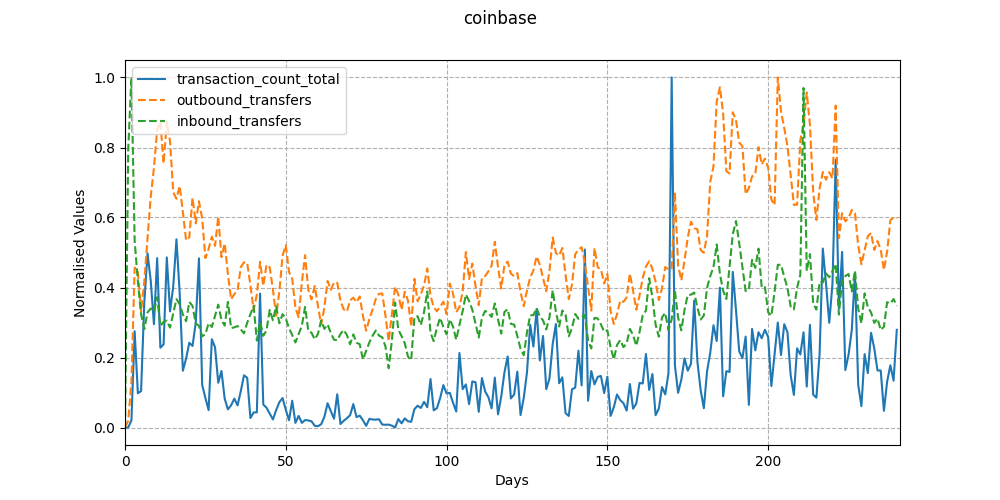 coinbase
transaction_count_total
outbound_transfers
inbound_transfers
Normalised Values
1.0
0.8
0.6
0.4
0.2
0.0
0 50 100 150 200
Days